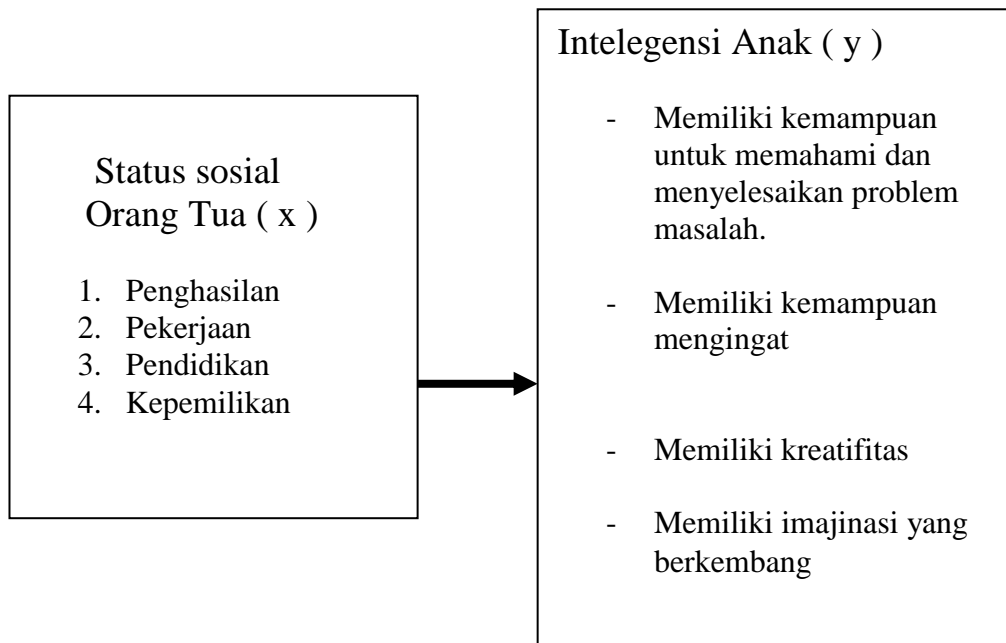 Status sosial
Orang Tua ( x )
1. Penghasilan
2. Pekerjaan
3. Pendidikan
4. Kepemilikan
Intelegensi Anak ( y )
- Memiliki kemampuan
untuk memahami dan
menyelesaikan problem
masalah.
- Memiliki kemampuan
mengingat
- Memiliki kreatifitas
- Memiliki imajinasi yang
berkembang